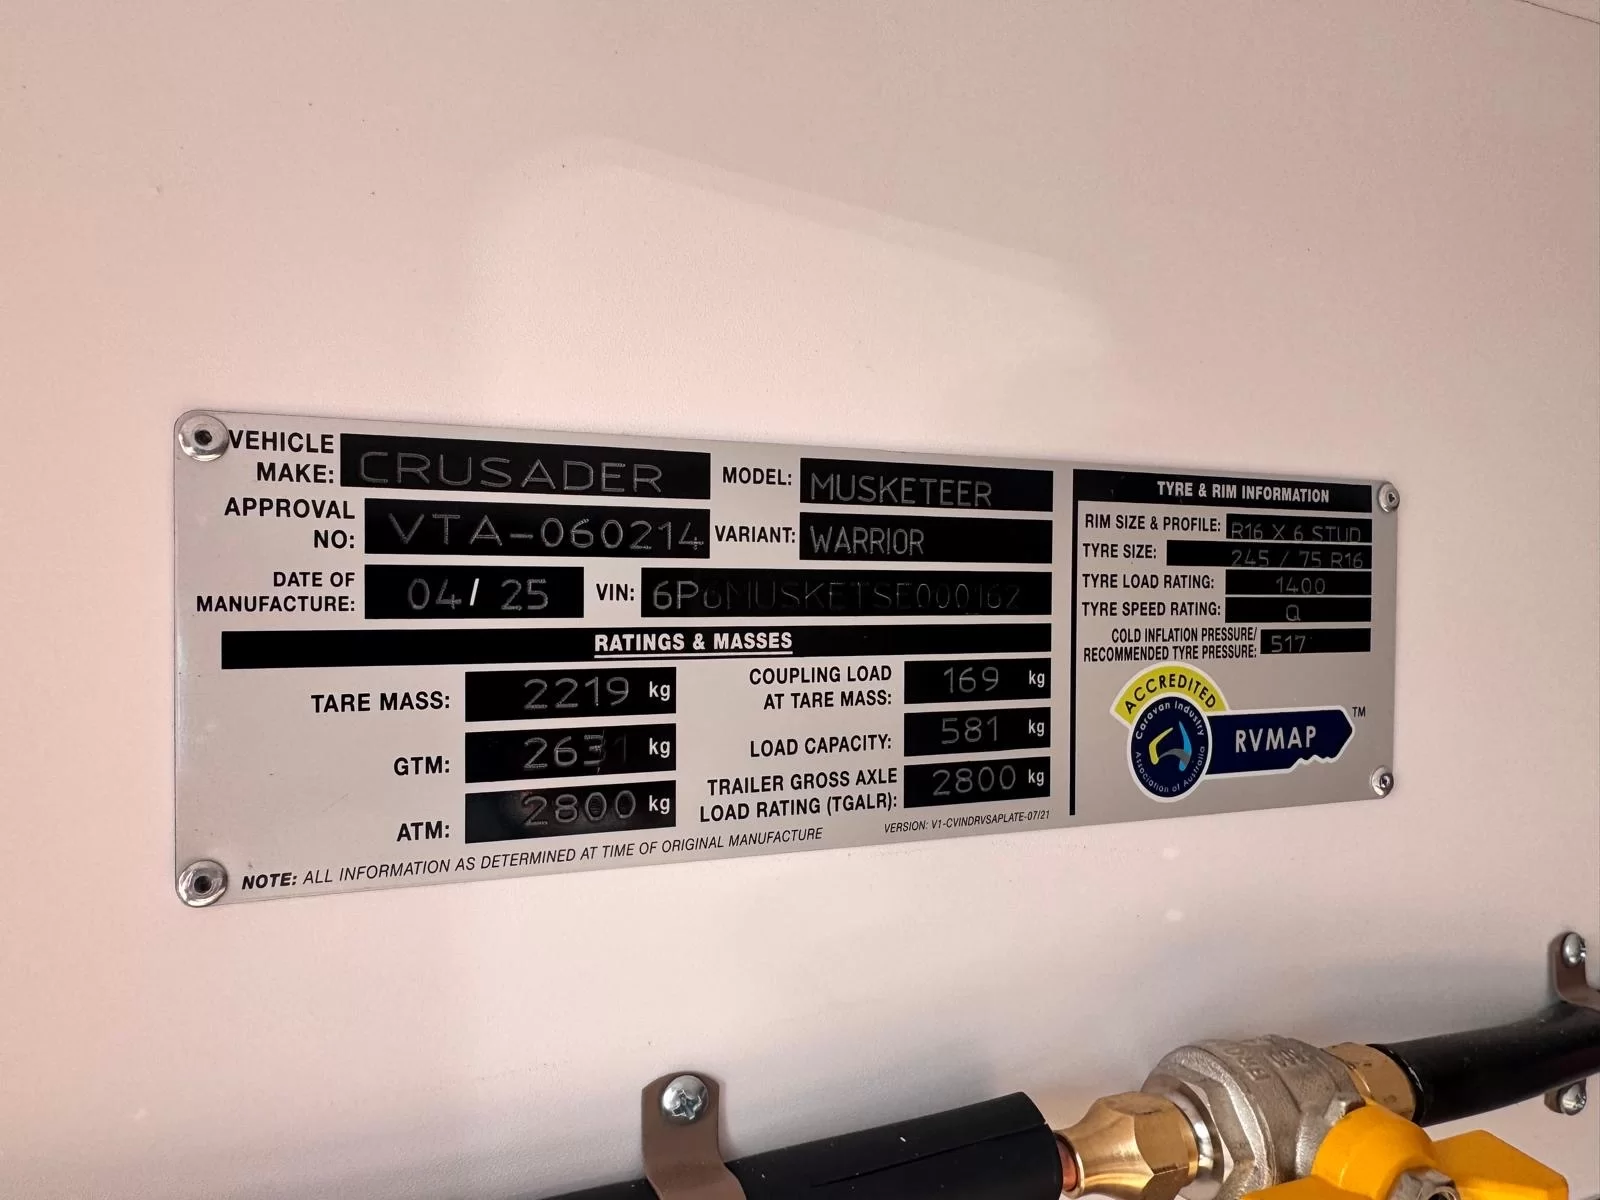 VEHICLE MAKE: CRUSADER
MODEL: MUSKETEER
APPROVAL NO: VTA-060214
VARIANT: WARRIOR
DATE OF MANUFACTURE: 04/ 25
VIN: 6P6MUSKETSE000162
RATINGS & MASSES
TARE MASS: 2219 kg
COUPLING LOAD AT TARE MASS: 169 kg
GTM: 2631 kg
LOAD CAPACITY: 581 kg
ATM: 2800 kg
TRAILER GROSS AXLE LOAD RATING (TGALR): 2800 kg
NOTE: ALL INFORMATION AS DETERMINED AT TIME OF ORIGINAL MANUFACTURE
VERSION: V1-CVINDRVSAPLATE-07/21
TYRE & RIM INFORMATION
RIM SIZE & PROFILE: R16 X 6 STUD
TYRE SIZE: 245 / 75 R16
TYRE LOAD RATING: 1400
TYRE SPEED RATING: Q
COLD INFLATION PRESSURE/
RECOMMENDED TYRE PRESSURE: 517
ACCREDITED
Caravan Industry
Association of Australia
RVMAP TM